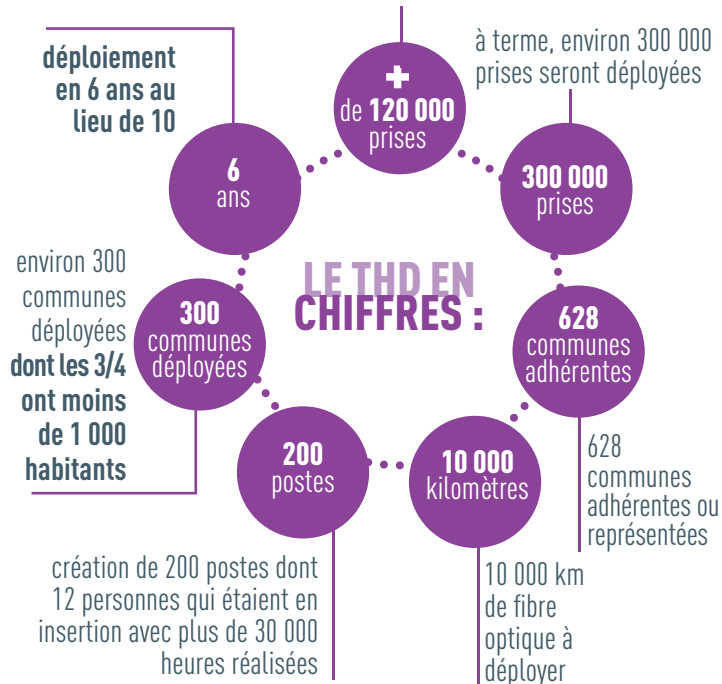 LE THD EN
CHIFFRES :
+
de 120 000
prises
à terme, environ 300 000
prises seront déployées
300 000
prises
628
communes
adhérentes
628
communes
adhérentes ou
représentées
10 000
kilomètres
10 000 km
de fibre
optique à
déployer
200
postes
création de 200 postes dont
12 personnes qui étaient en
insertion avec plus de 30 000
heures réalisées
300
communes
déployées
environ 300
communes
déployées
dont les 3/4
ont moins
de 1 000
habitants
6
ans
déploiement
en 6 ans au
lieu de 10